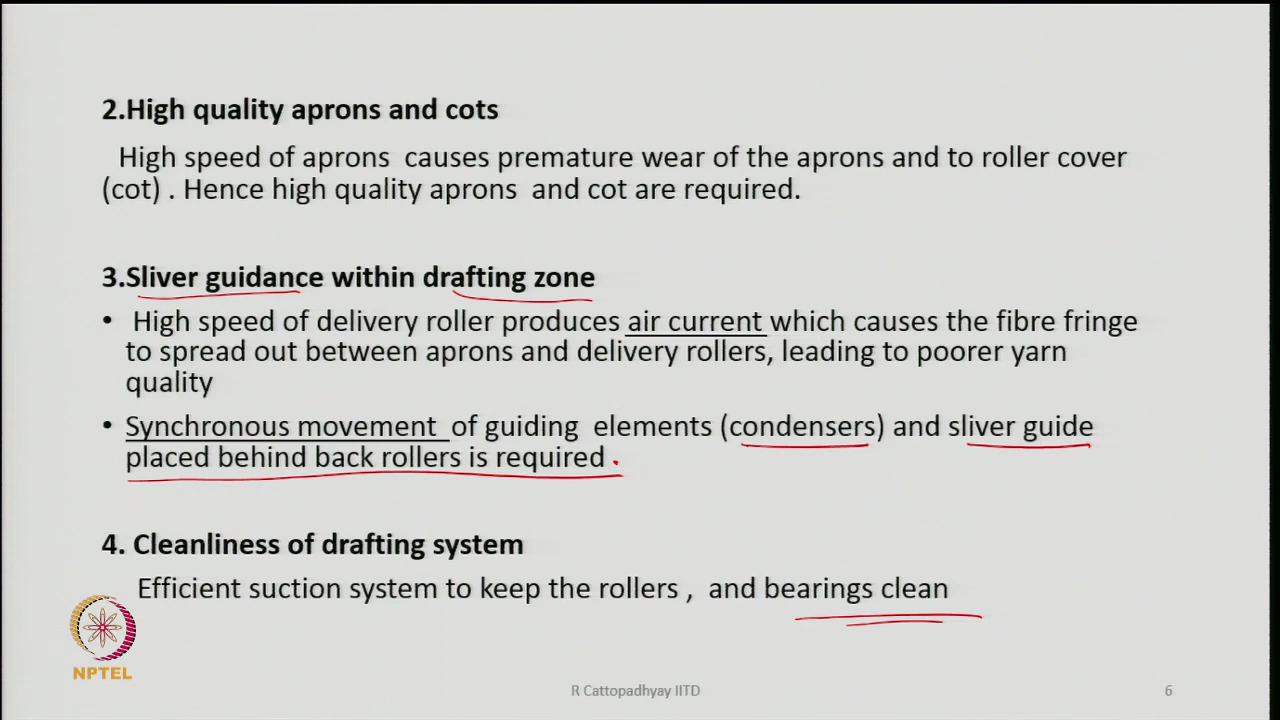 2.High quality aprons and cots
High speed of aprons causes premature wear of the aprons and to roller cover
(cot) . Hence high quality aprons and cot are required.
3.Sliver guidance within drafting zone
• High speed of delivery roller produces air current which causes the fibre fringe
to spread out between aprons and delivery rollers, leading to poorer yarn
quality
• Synchronous movement of guiding elements (condensers) and sliver guide
placed behind back rollers is required .
4. Cleanliness of drafting system
Efficient suction system to keep the rollers , and bearings clean
NPTEL
R Cattopadhyay IITD
6